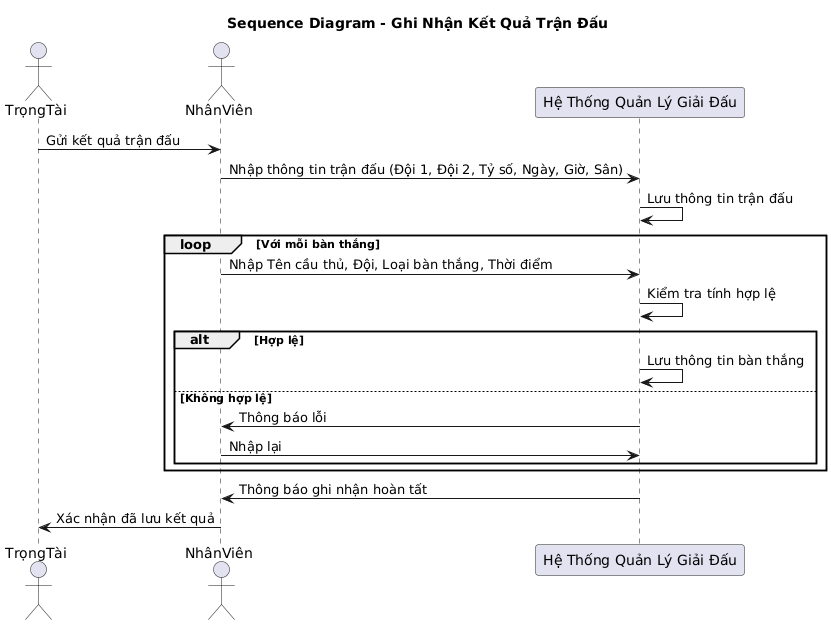 Sequence Diagram - Ghi Nhận Kết Quả Trận Đấu
TrọngTài
NhânViên
Hệ Thống Quản Lý Giải Đấu
Gửi kết quả trận đấu
Nhập thông tin trận đấu (Đội 1, Đội 2, Tỷ số, Ngày, Giờ, Sân)
Lưu thông tin trận đấu
loop [Với mỗi bàn thắng]
Nhập Tên cầu thủ, Đội, Loại bàn thắng, Thời điểm
Kiểm tra tính hợp lệ
alt [Hợp lệ]
Lưu thông tin bàn thắng
[Không hợp lệ]
Thông báo lỗi
Nhập lại
Thông báo ghi nhận hoàn tất
Xác nhận đã lưu kết quả
TrọngTài
NhânViên
Hệ Thống Quản Lý Giải Đấu